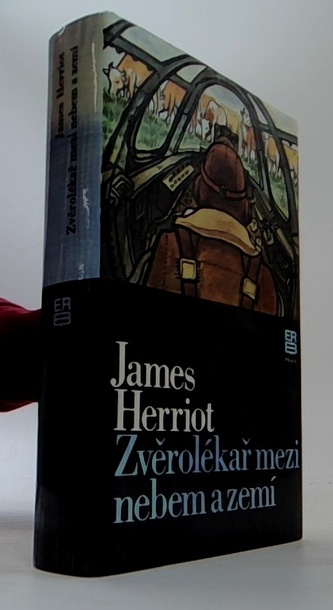 James Herriot
Zvěrolékař mezi nebem a zemí
James
Herriot
Zvěrolékař mezi
nebem a zemí